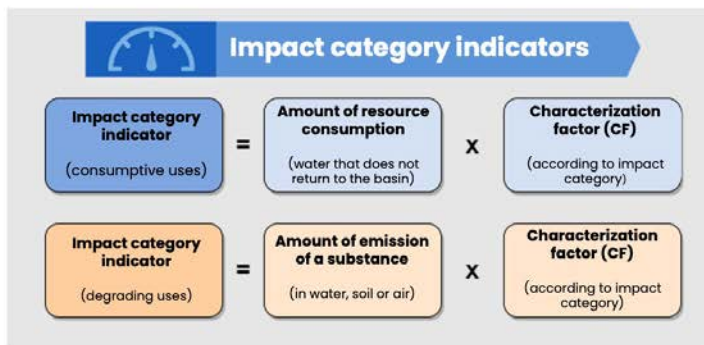 Impact category indicators
Impact category
indicator
(consumptive uses)
=
Amount of resource
consumption
(water that does not
return to the basin)
x
Characterization
factor (CF)
(according to impact
category)
Impact category
indicator
(degrading uses)
=
Amount of emission
of a substance
(in water, soil or air)
x
Characterization
factor (CF)
(according to impact
category)